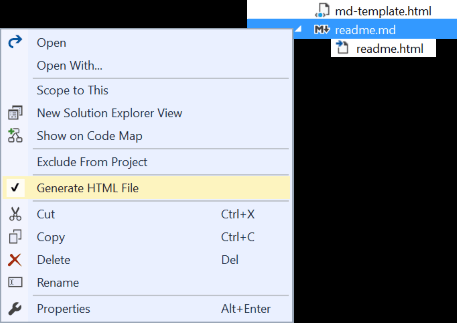 md-template.html
readme.md
readme.html
Open
Open With...
Scope to This
New Solution Explorer View
Show on Code Map
Exclude From Project
Generate HTML File
Cut Ctrl+X
Copy Ctrl+C
Delete Del
Rename
Properties Alt+Enter